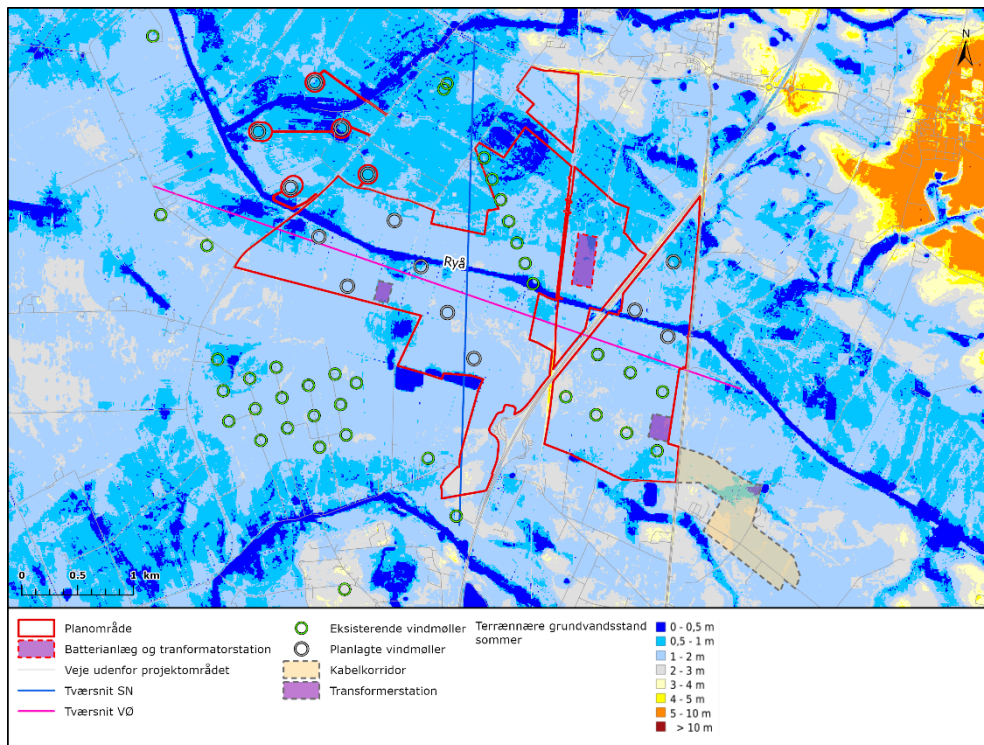 N
Ryå
0 0.5 1 km
Planområde
Batterianlæg og tranformatorstation
Veje udenfor projektområdet
Tværsnit SN
Tværsnit VØ
Eksisterende vindmøller
Planlagte vindmøller
Kabelkorridor
Transformerstation
Terrænnære grundvandsstand
sommer
0 - 0,5 m
0,5 - 1 m
1 - 2 m
2 - 3 m
3 - 4 m
4 - 5 m
5 - 10 m
> 10 m